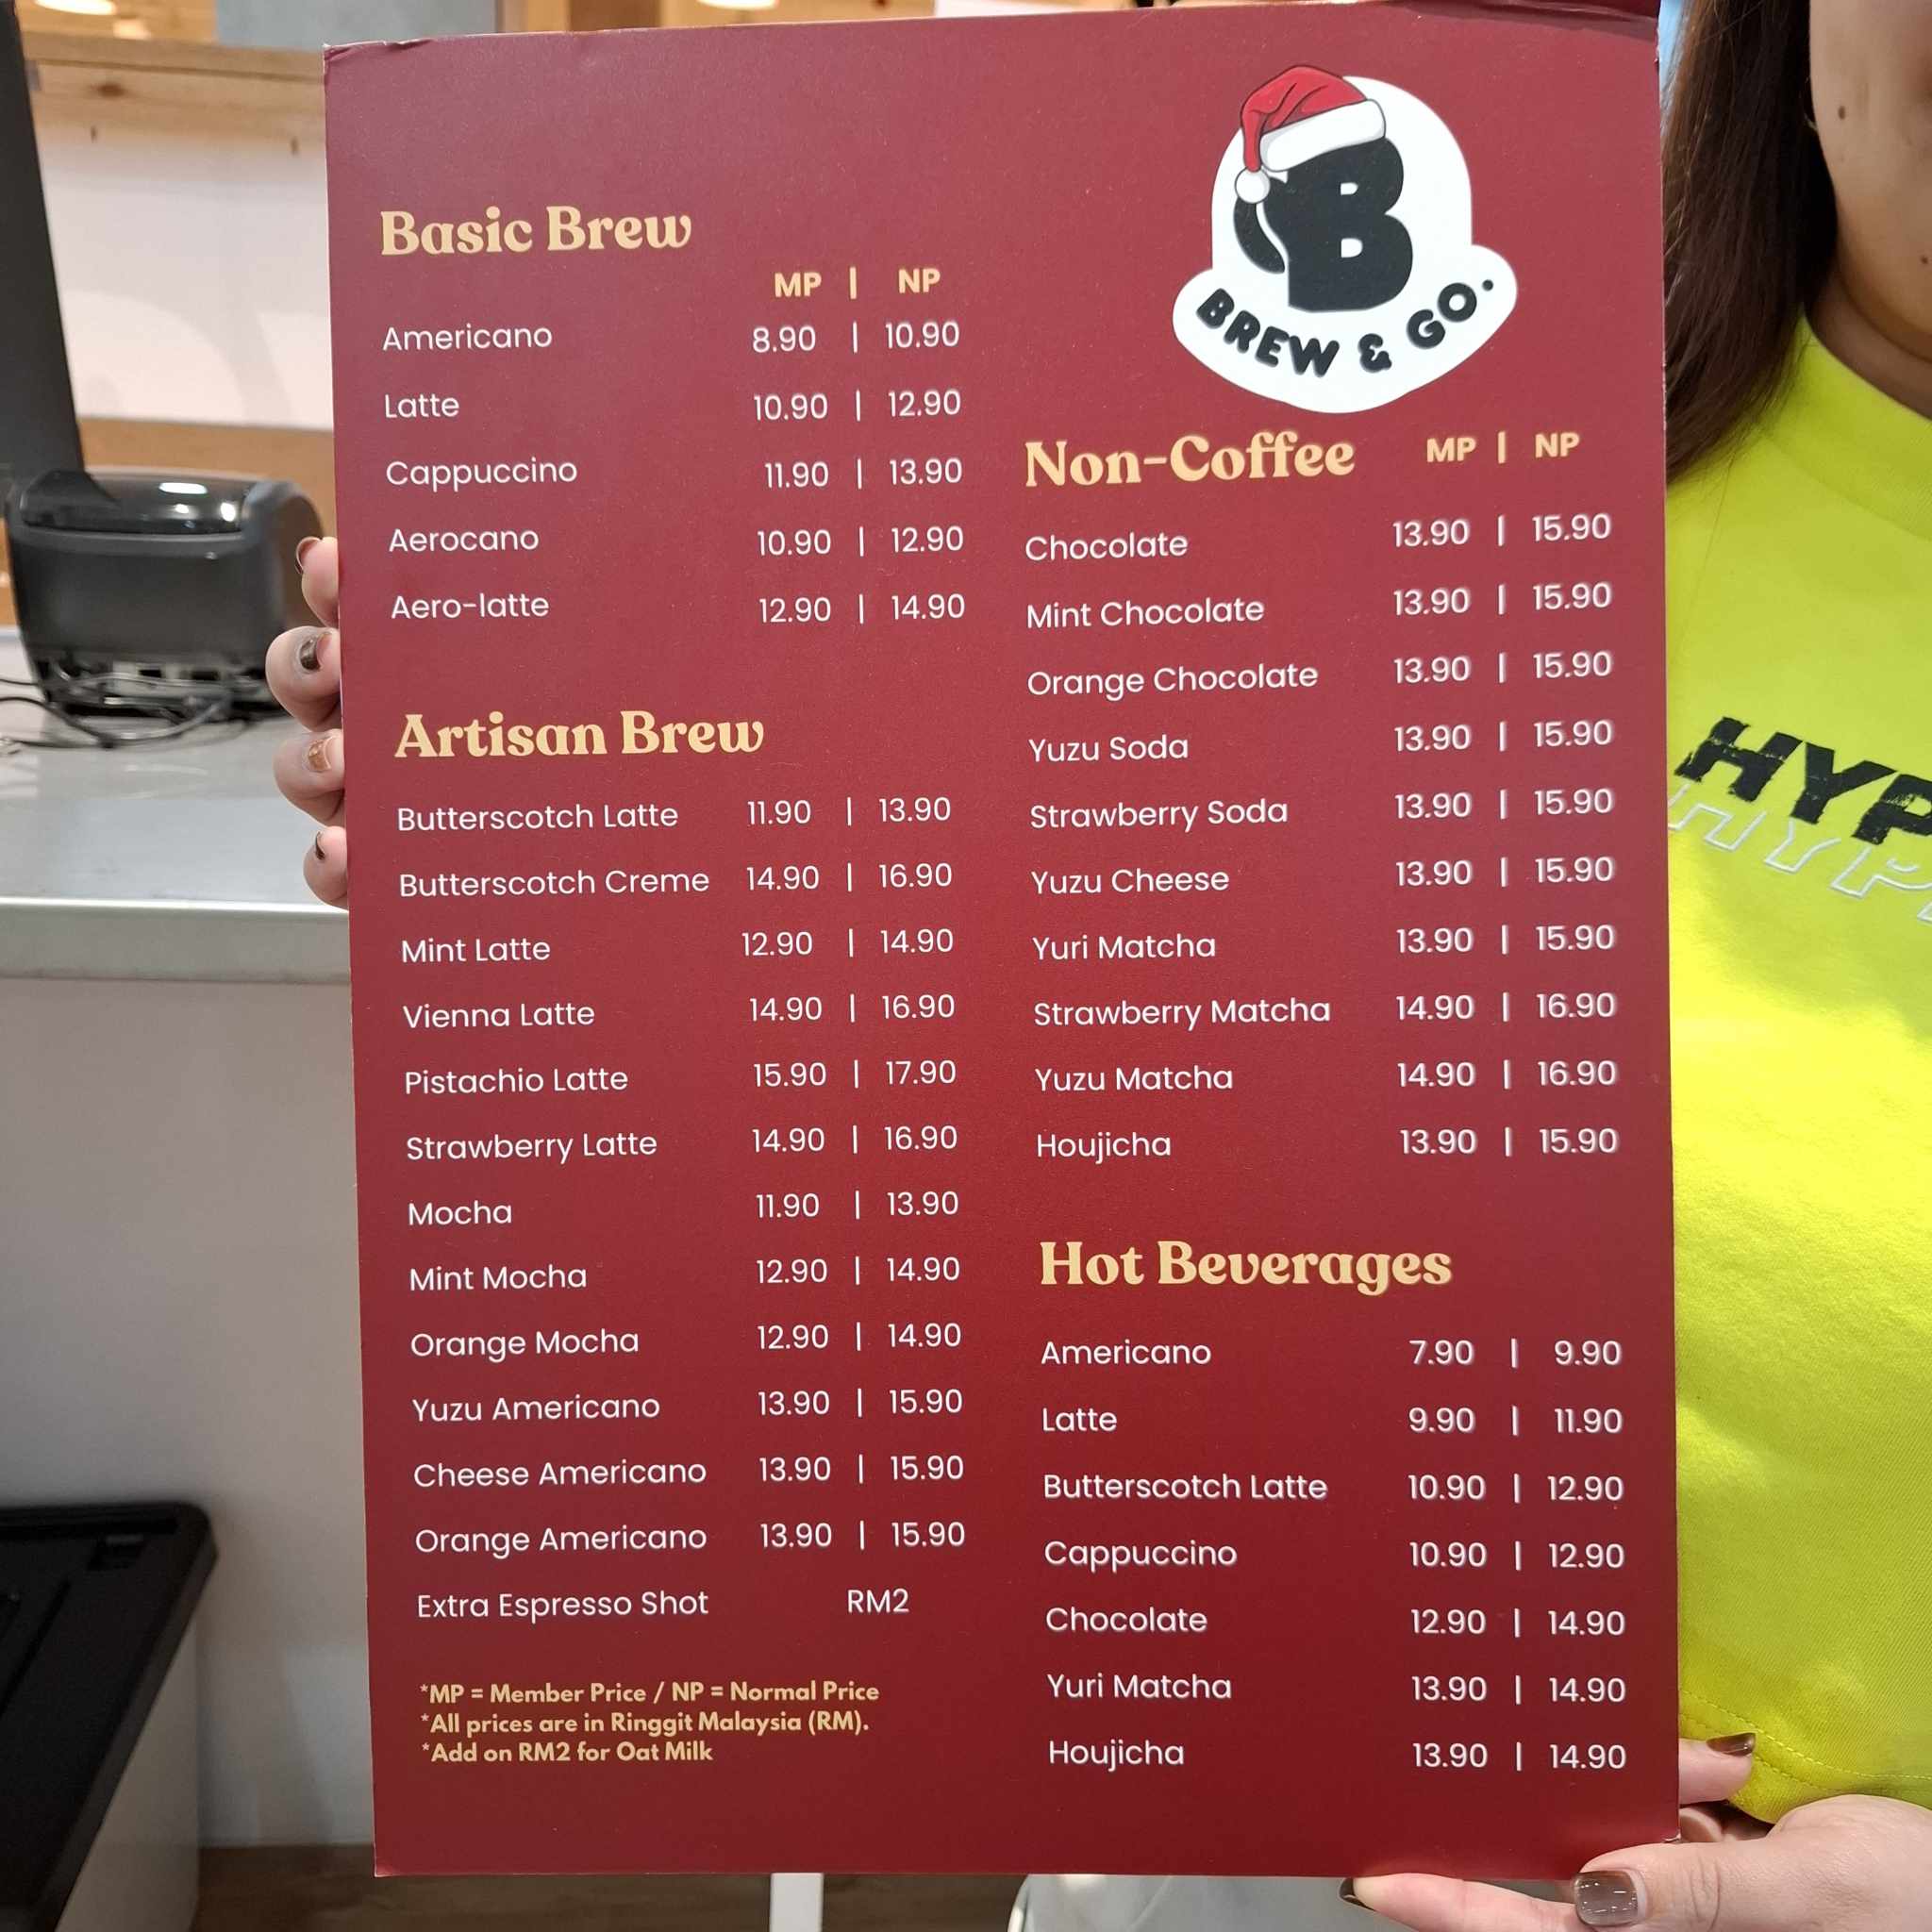 Basic Brew
MP | NP
Americano 8.90 | 10.90
Latte 10.90 | 12.90
Cappuccino 11.90 | 13.90
Aerocano 10.90 | 12.90
Aero-latte 12.90 | 14.90
Artisan Brew
Butterscotch Latte 11.90 | 13.90
Butterscotch Creme 14.90 | 16.90
Mint Latte 12.90 | 14.90
Vienna Latte 14.90 | 16.90
Pistachio Latte 15.90 | 17.90
Strawberry Latte 14.90 | 16.90
Mocha 11.90 | 13.90
Mint Mocha 12.90 | 14.90
Orange Mocha 12.90 | 14.90
Yuzu Americano 13.90 | 15.90
Cheese Americano 13.90 | 15.90
Orange Americano 13.90 | 15.90
Extra Espresso Shot RM2
*MP = Member Price / NP = Normal Price
*All prices are in Ringgit Malaysia (RM).
*Add on RM2 for Oat Milk
B
BREW & GO.
Non-Coffee MP | NP
Chocolate 13.90 | 15.90
Mint Chocolate 13.90 | 15.90
Orange Chocolate 13.90 | 15.90
Yuzu Soda 13.90 | 15.90
Strawberry Soda 13.90 | 15.90
Yuzu Cheese 13.90 | 15.90
Yuri Matcha 13.90 | 15.90
Strawberry Matcha 14.90 | 16.90
Yuzu Matcha 14.90 | 16.90
Houjicha 13.90 | 15.90
Hot Beverages
Americano 7.90 | 9.90
Latte 9.90 | 11.90
Butterscotch Latte 10.90 | 12.90
Cappuccino 10.90 | 12.90
Chocolate 12.90 | 14.90
Yuri Matcha 13.90 | 14.90
Houjicha 13.90 | 14.90
HYP
HYP